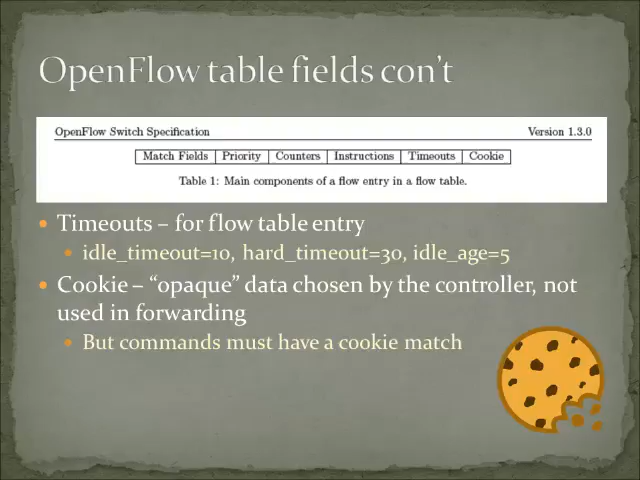 OpenFlow table fields con't
OpenFlow Switch Specification Version 1.3.0
Match Fields Priority Counters Instructions Timeouts Cookie
Table 1: Main components of a flow entry in a flow table.
• Timeouts – for flow table entry
• idle_timeout=10, hard_timeout=30, idle_age=5
• Cookie – “opaque” data chosen by the controller, not
used in forwarding
• But commands must have a cookie match